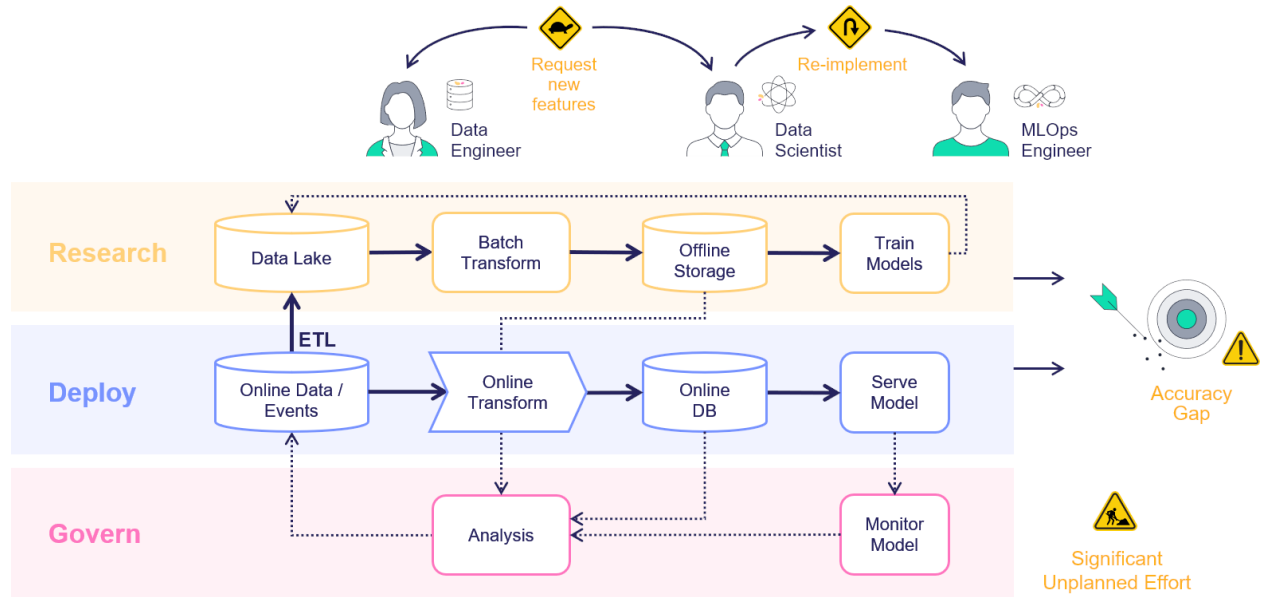 Request
new
features
Re-implement
Data
Engineer
Data
Scientist
MLOps
Engineer
Research
Data Lake
Batch
Transform
Offline
Storage
Train
Models
ETL
Deploy
Online Data /
Events
Online
Transform
Online
DB
Serve
Model
Accuracy
Gap
Govern
Analysis
Monitor
Model
Significant
Unplanned Effort